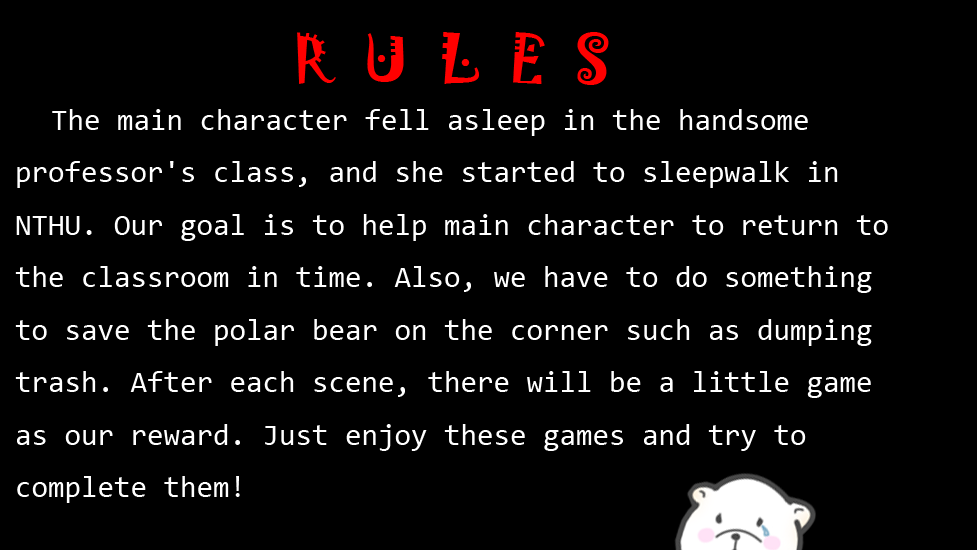 RULES
The main character fell asleep in the handsome
professor's class, and she started to sleepwalk in
NTHU. Our goal is to help main character to return to
the classroom in time. Also, we have to do something
to save the polar bear on the corner such as dumping
trash. After each scene, there will be a little game
as our reward. Just enjoy these games and try to
complete them!